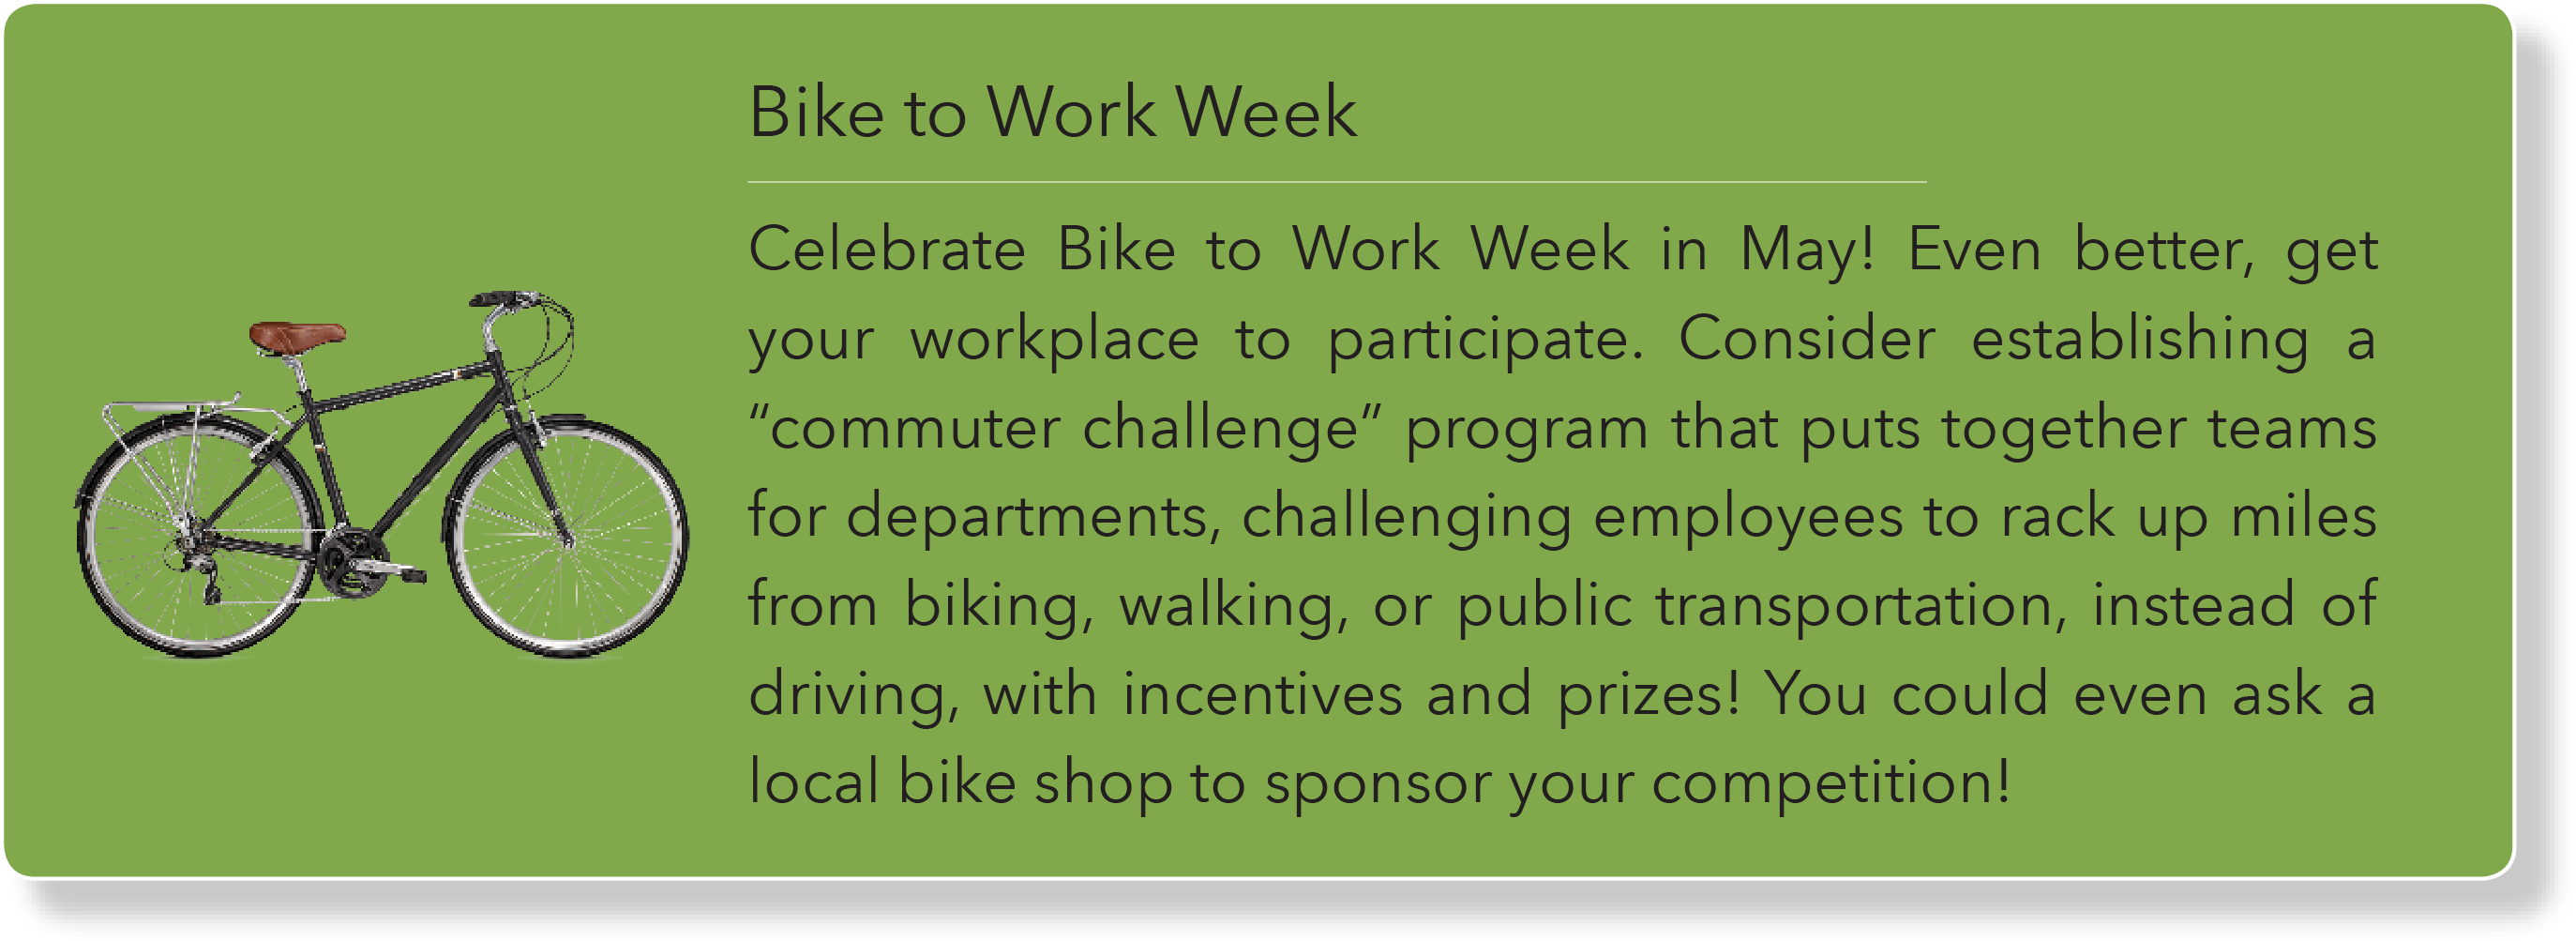 Bike to Work Week
Celebrate Bike to Work Week in May! Even better, get
your workplace to participate. Consider establishing a
“commuter challenge” program that puts together teams
for departments, challenging employees to rack up miles
from biking, walking, or public transportation, instead of
driving, with incentives and prizes! You could even ask a
local bike shop to sponsor your competition!